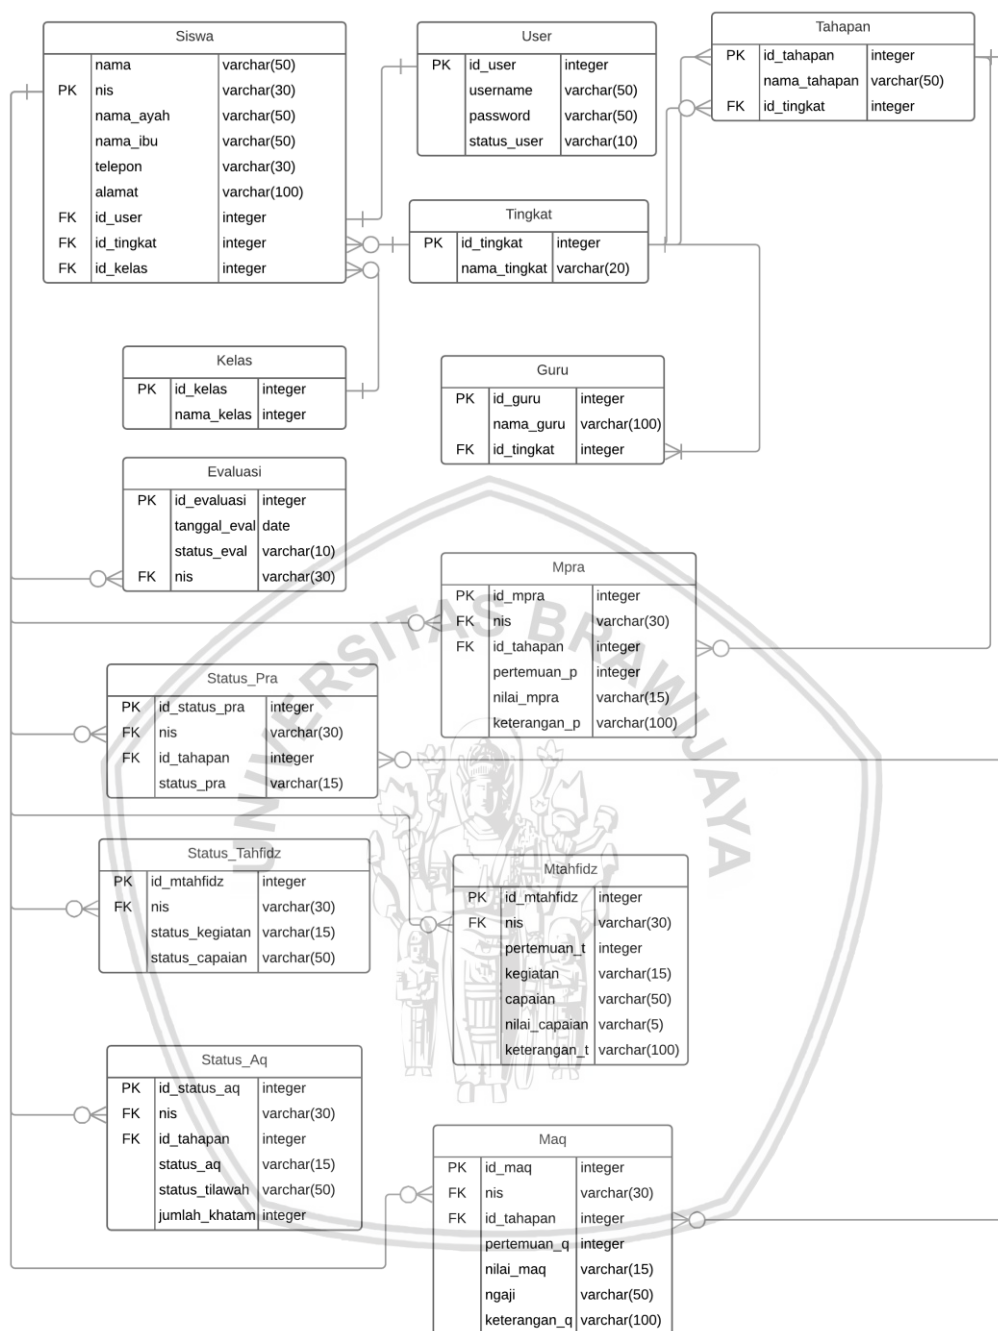 Siswa
nama varchar(50)
PK nis varchar(30)
nama_ayah varchar(50)
nama_ibu varchar(50)
telepon varchar(30)
alamat varchar(100)
FK id_user integer
FK id_tingkat integer
FK id_kelas integer
User
PK id_user integer
username varchar(50)
password varchar(50)
status_user varchar(10)
Tahapan
PK id_tahapan integer
nama_tahapan varchar(50)
FK id_tingkat integer
Tingkat
PK id_tingkat integer
nama_tingkat varchar(20)
Kelas
PK id_kelas integer
nama_kelas integer
Guru
PK id_guru integer
nama_guru varchar(100)
FK id_tingkat integer
Evaluasi
PK id_evaluasi integer
tanggal_eval date
status_eval varchar(10)
FK nis varchar(30)
Mpra
PK id_mpra integer
FK nis varchar(30)
FK id_tahapan integer
pertemuan_p integer
nilai_mpra varchar(15)
keterangan_p varchar(100)
Status_Pra
PK id_status_pra integer
FK nis varchar(30)
FK id_tahapan integer
status_pra varchar(15)
Status_Tahfidz
PK id_mtahfidz integer
FK nis varchar(30)
status_kegiatan varchar(15)
status_capaian varchar(50)
Mtahfidz
PK id_mtahfidz integer
FK nis varchar(30)
pertemuan_t integer
kegiatan varchar(15)
capaian varchar(50)
nilai_capaian varchar(5)
keterangan_t varchar(100)
Status_Aq
PK id_status_aq integer
FK nis varchar(30)
FK id_tahapan integer
status_aq varchar(15)
status_tilawah varchar(50)
jumlah_khatam integer
Maq
PK id_maq integer
FK nis varchar(30)
FK id_tahapan integer
pertemuan_q integer
nilai_maq varchar(15)
ngaji varchar(50)
keterangan_q varchar(100)
UNIVERSITAS BRAWIJAYA